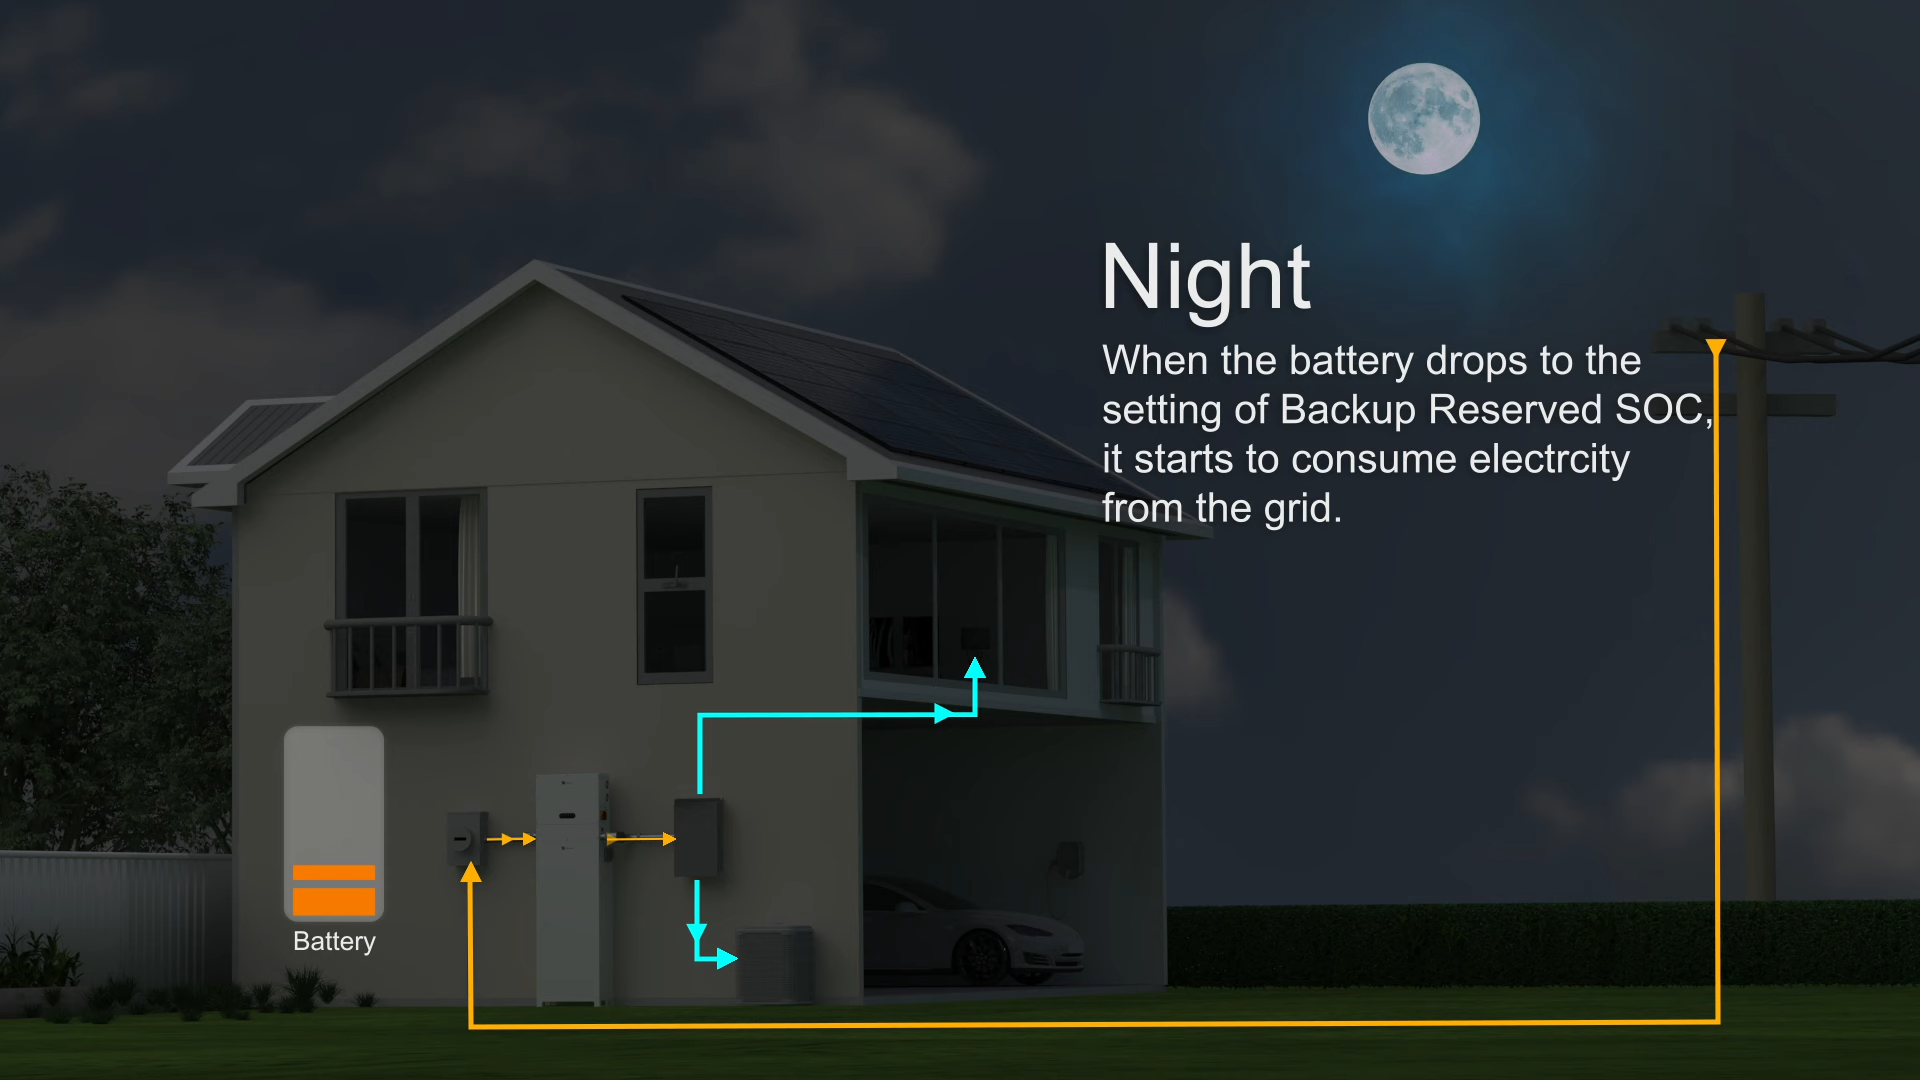 Night
When the battery drops to the
setting of Backup Reserved SOC,
it starts to consume electrcity
from the grid.
Battery